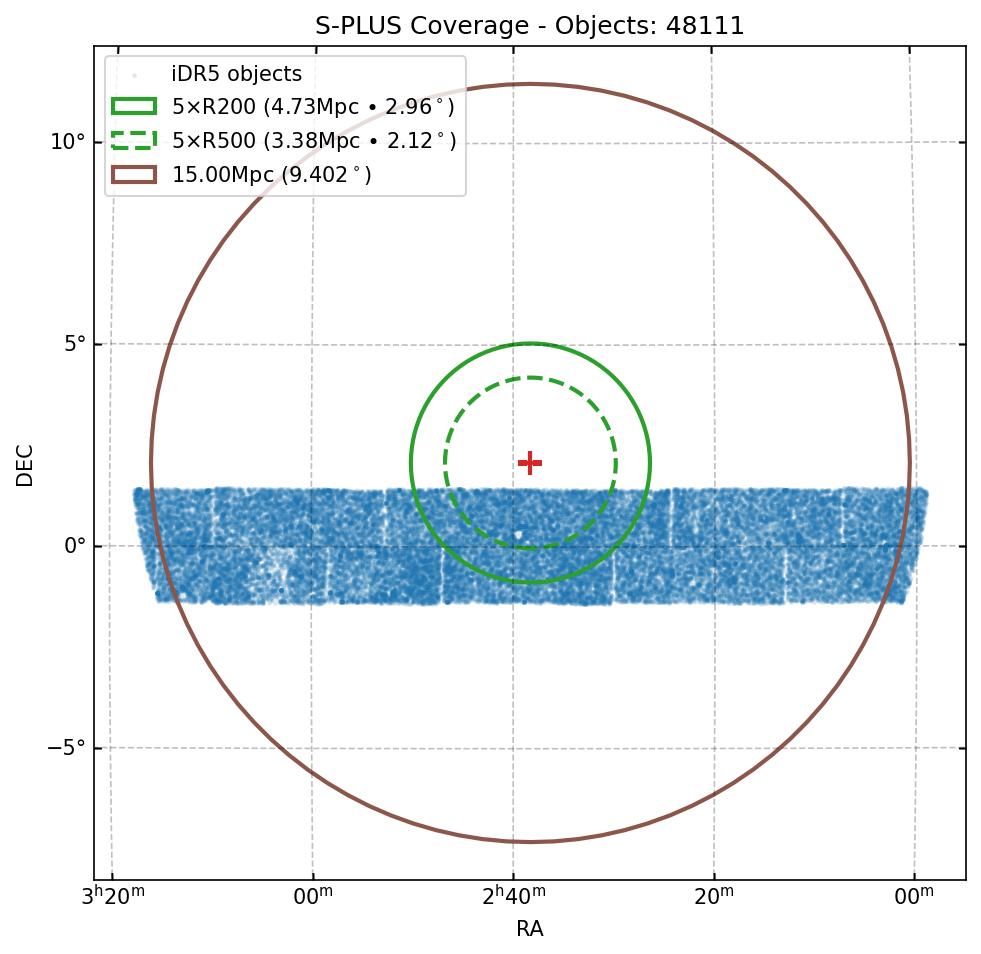 S-PLUS Coverage - Objects: 48111
iDR5 objects
5×R200 (4.73Mpc • 2.96°)
5×R500 (3.38Mpc • 2.12°)
15.00Mpc (9.402°)
10°
5°
0°
−5°
DEC
3ʰ20ᵐ 00ᵐ 2ʰ40ᵐ 20ᵐ 00ᵐ
RA